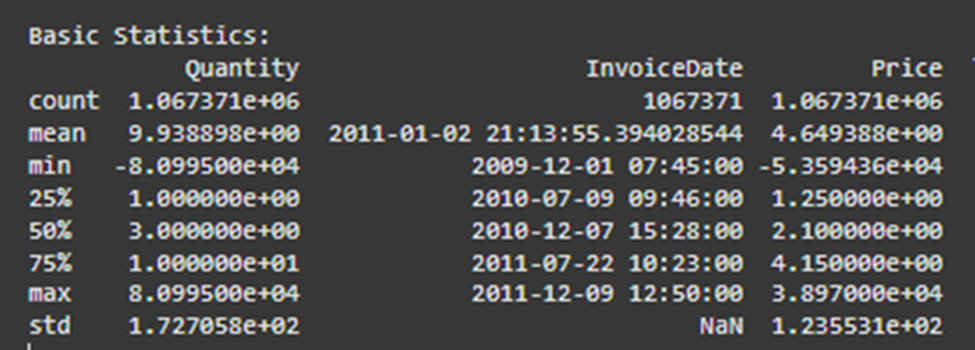 Basic Statistics:
Quantity InvoiceDate Price
count 1.067371e+06 1067371 1.067371e+06
mean 9.938898e+00 2011-01-02 21:13:55.394028544 4.649388e+00
min -8.099500e+04 2009-12-01 07:45:00 -5.359436e+04
25% 1.000000e+00 2010-07-09 09:46:00 1.250000e+00
50% 3.000000e+00 2010-12-07 15:28:00 2.100000e+00
75% 1.000000e+01 2011-07-22 10:23:00 4.150000e+00
max 8.099500e+04 2011-12-09 12:50:00 3.897000e+04
std 1.727058e+02 NaN 1.235531e+02